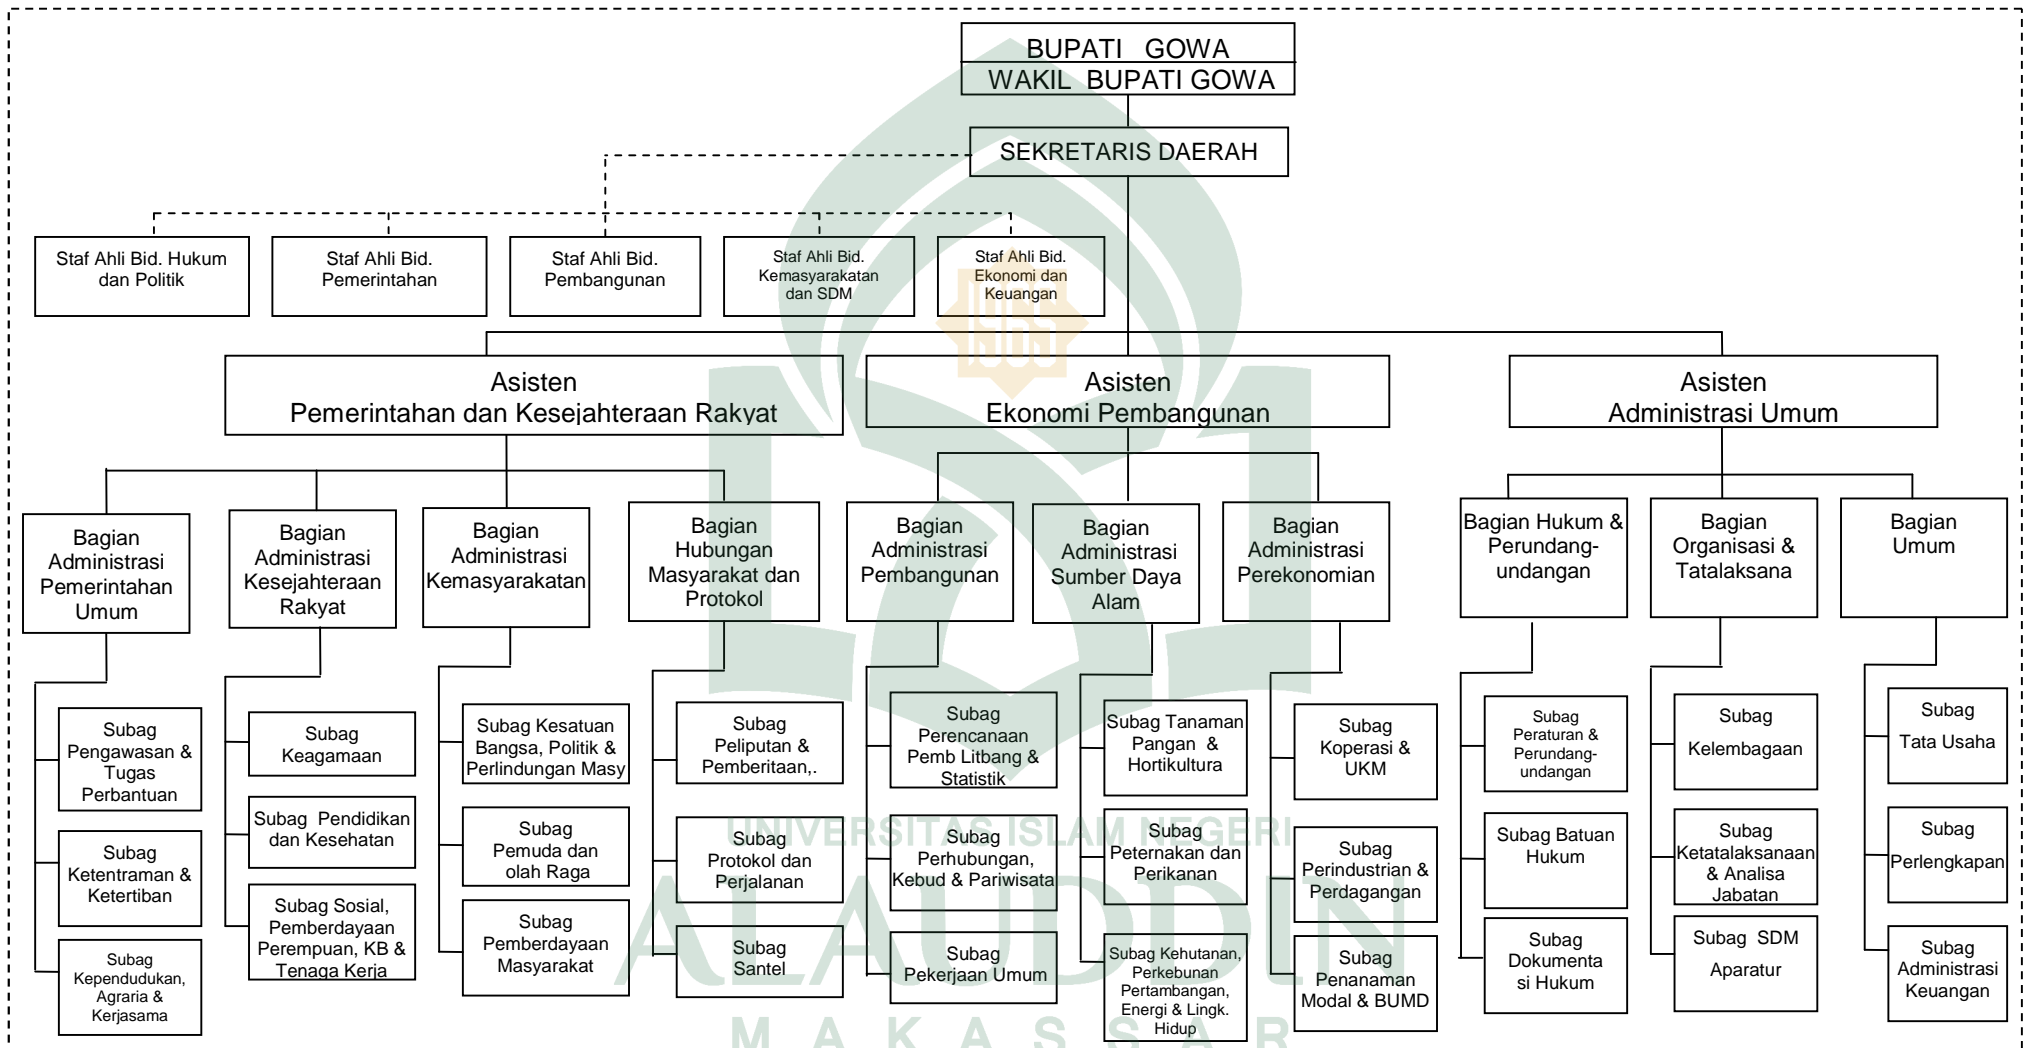 BUPATI GOWA
WAKIL BUPATI GOWA
SEKRETARIS DAERAH
Staf Ahli Bid. Hukum
dan Politik
Staf Ahli Bid.
Pemerintahan
Staf Ahli Bid.
Pembangunan
Staf Ahli Bid.
Kemasyarakatan
dan SDM
Staf Ahli Bid.
Ekonomi dan
Keuangan
Asisten
Pemerintahan dan Kesejahteraan Rakyat
Asisten
Ekonomi Pembangunan
Asisten
Administrasi Umum
Bagian
Administrasi
Pemerintahan
Umum
Bagian
Administrasi
Kesejahteraan
Rakyat
Bagian
Administrasi
Kemasyarakatan
Bagian
Hubungan
Masyarakat dan
Protokol
Bagian
Administrasi
Pembangunan
Bagian
Administrasi
Sumber Daya
Alam
Bagian
Administrasi
Perekonomian
Bagian Hukum &
Perundang-
undangan
Bagian
Organisasi &
Tatalaksana
Bagian
Umum
Subag
Pengawasan &
Tugas
Perbantuan
Subag
Keagamaan
Subag Kesatuan
Bangsa, Politik &
Perlindungan Masy
Subag
Peliputan &
Pemberitaan,.
Subag
Perencanaan
Pemb Litbang &
Statistik
Subag Tanaman
Pangan &
Hortikultura
Subag
Koperasi &
UKM
Subag
Peraturan &
Perundang-
undangan
Subag
Kelembagaan
Subag
Tata Usaha
Subag
Ketentraman &
Ketertiban
Subag Pendidikan
dan Kesehatan
Subag
Pemuda dan
olah Raga
Subag
Protokol dan
Perjalanan
Subag
Perhubungan,
Kebud & Pariwisata
Subag
Peternakan dan
Perikanan
Subag
Perindustrian &
Perdagangan
Subag Batuan
Hukum
Subag
Ketatalaksanaan
& Analisa
Jabatan
Subag
Perlengkapan
Subag
Kependudukan,
Agraria &
Kerjasama
Subag Sosial,
Pemberdayaan
Perempuan, KB &
Tenaga Kerja
Subag
Pemberdayaan
Masyarakat
Subag
Santel
Subag
Pekerjaan Umum
Subag Kehutanan,
Perkebunan
Pertambangan,
Energi & Lingk.
Hidup
Subag
Penanaman
Modal & BUMD
Subag
Dokumenta
si Hukum
Subag SDM
Aparatur
Subag
Administrasi
Keuangan
UNIVERSITAS ISLAM NEGERI
ALAUDDIN
MAKASSAR